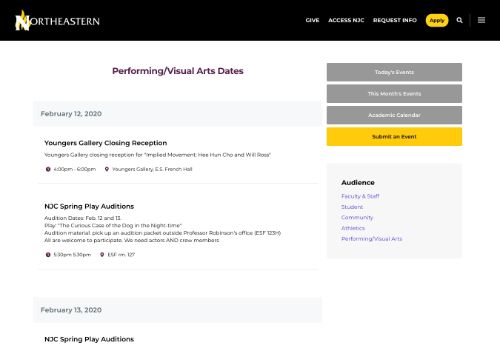 NORTHEASTERN
GIVE ACCESS NJC REQUEST INFO Apply
Performing/Visual Arts Dates
February 12, 2020
Youngers Gallery Closing Reception
Youngers Gallery closing reception for "Implied Movement: Hee Hun Cho and Will Ross"
4:00pm - 6:00pm Youngers Gallery, E.S. French Hall
NJC Spring Play Auditions
Audition Dates: Feb. 12 and 13.
Play: "The Curious Case of the Dog in the Night-time"
Audition material: pick up an audition packet outside Professor Robinson's office (ESF 123H)
All are welcome to participate. We need actors AND crew members
5:30pm 5:30pm ESF rm. 127
February 13, 2020
NJC Spring Play Auditions
Today's Events
This Month's Events
Academic Calendar
Submit an Event
Audience
Faculty & Staff
Student
Community
Athletics
Performing/Visual Arts